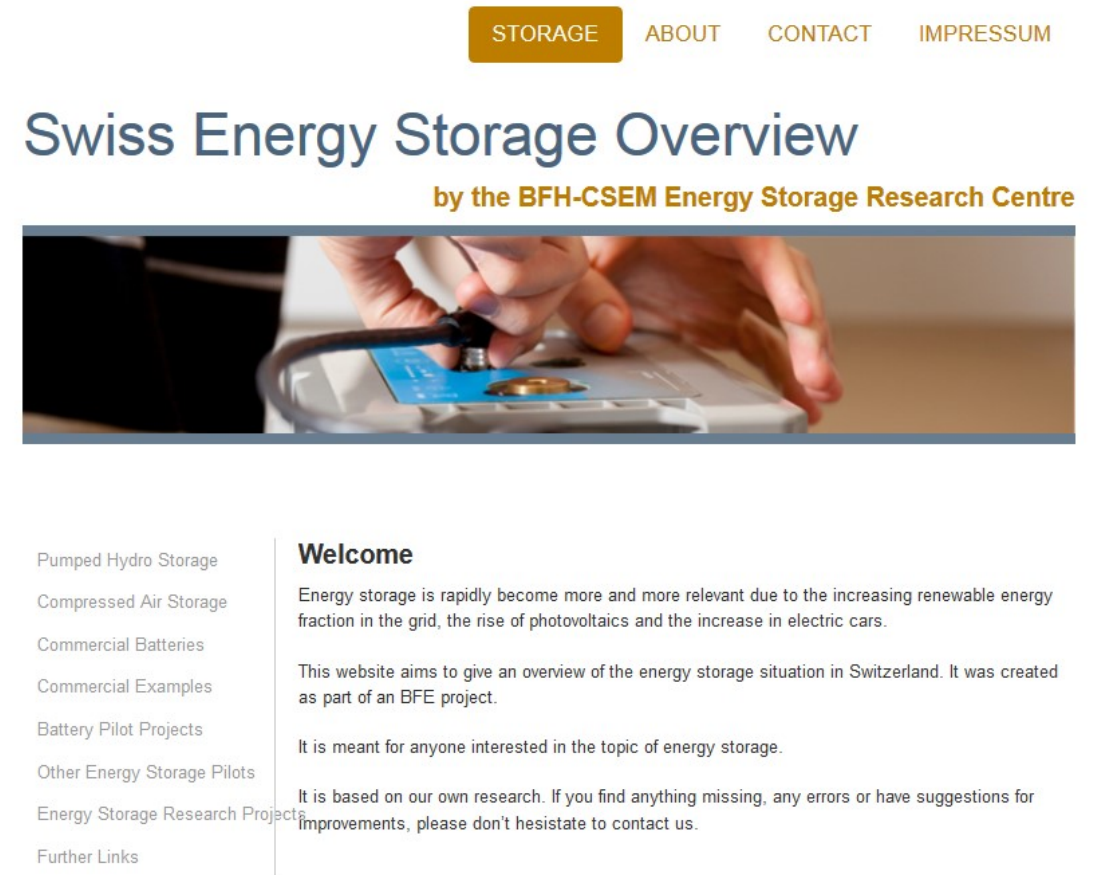 STORAGE ABOUT CONTACT IMPRESSUM
Swiss Energy Storage Overview
by the BFH-CSEM Energy Storage Research Centre
Pumped Hydro Storage
Compressed Air Storage
Commercial Batteries
Commercial Examples
Battery Pilot Projects
Other Energy Storage Pilots
Energy Storage Research Projects
Further Links
Welcome
Energy storage is rapidly become more and more relevant due to the increasing renewable energy
fraction in the grid, the rise of photovoltaics and the increase in electric cars.
This website aims to give an overview of the energy storage situation in Switzerland. It was created
as part of an BFE project.
It is meant for anyone interested in the topic of energy storage.
It is based on our own research. If you find anything missing, any errors or have suggestions for
improvements, please don't hesistate to contact us.